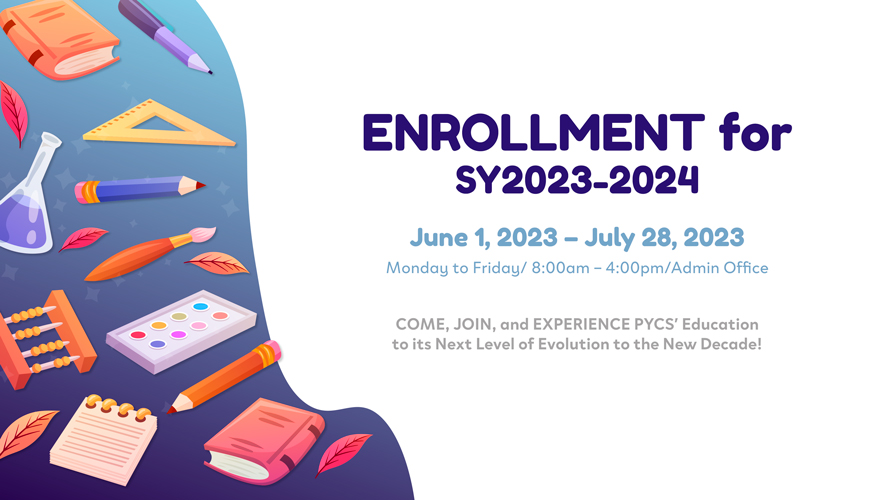 ENROLLMENT for
SY2023-2024
June 1, 2023 – July 28, 2023
Monday to Friday/ 8:00am – 4:00pm/Admin Office
COME, JOIN, and EXPERIENCE PYCS’ Education
to its Next Level of Evolution to the New Decade!